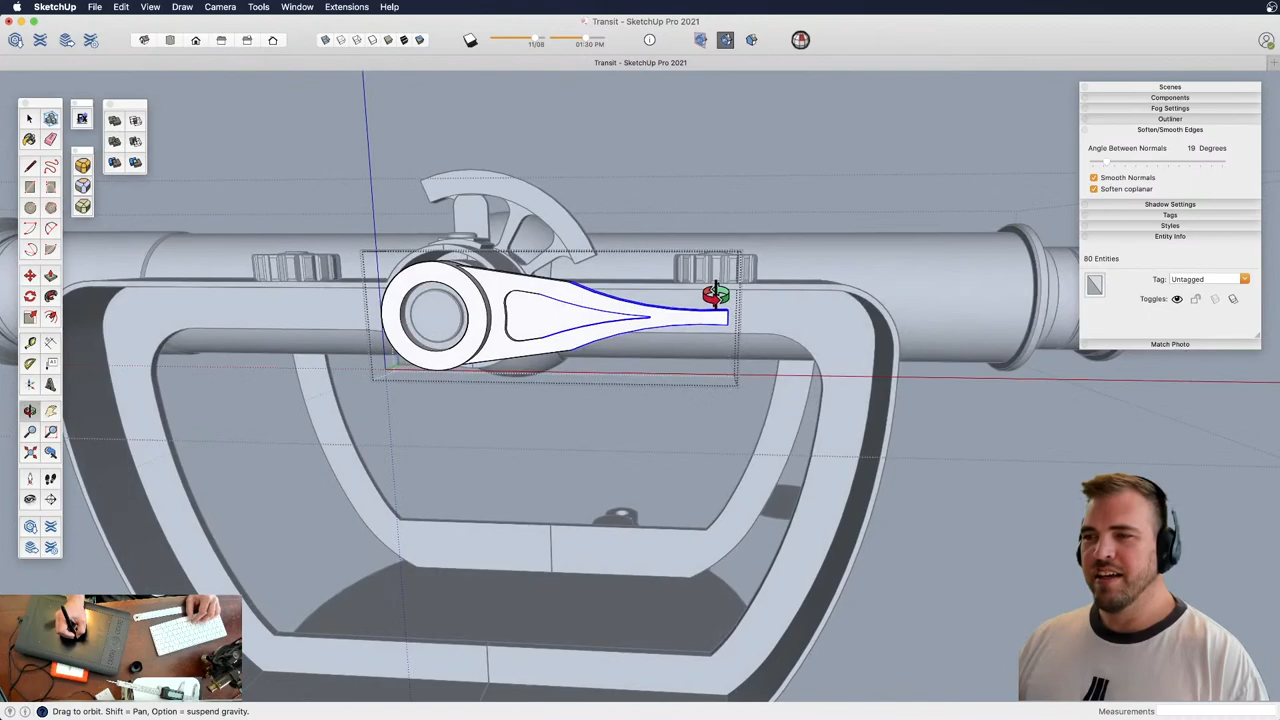 SketchUp File Edit View Draw Camera Tools Window Extensions Help
Transit - SketchUp Pro 2021
11/08 01:30 PM
Transit - SketchUp Pro 2021
Scenes
Components
Fog Settings
Outliner
Soften/Smooth Edges
Angle Between Normals 19 Degrees
Smooth Normals
Soften coplanar
Shadow Settings
Tags
Styles
Entity Info
80 Entities
Tag: Untagged
Toggles:
Match Photo
Drag to orbit. Shift = Pan, Option = suspend gravity.
Measurements